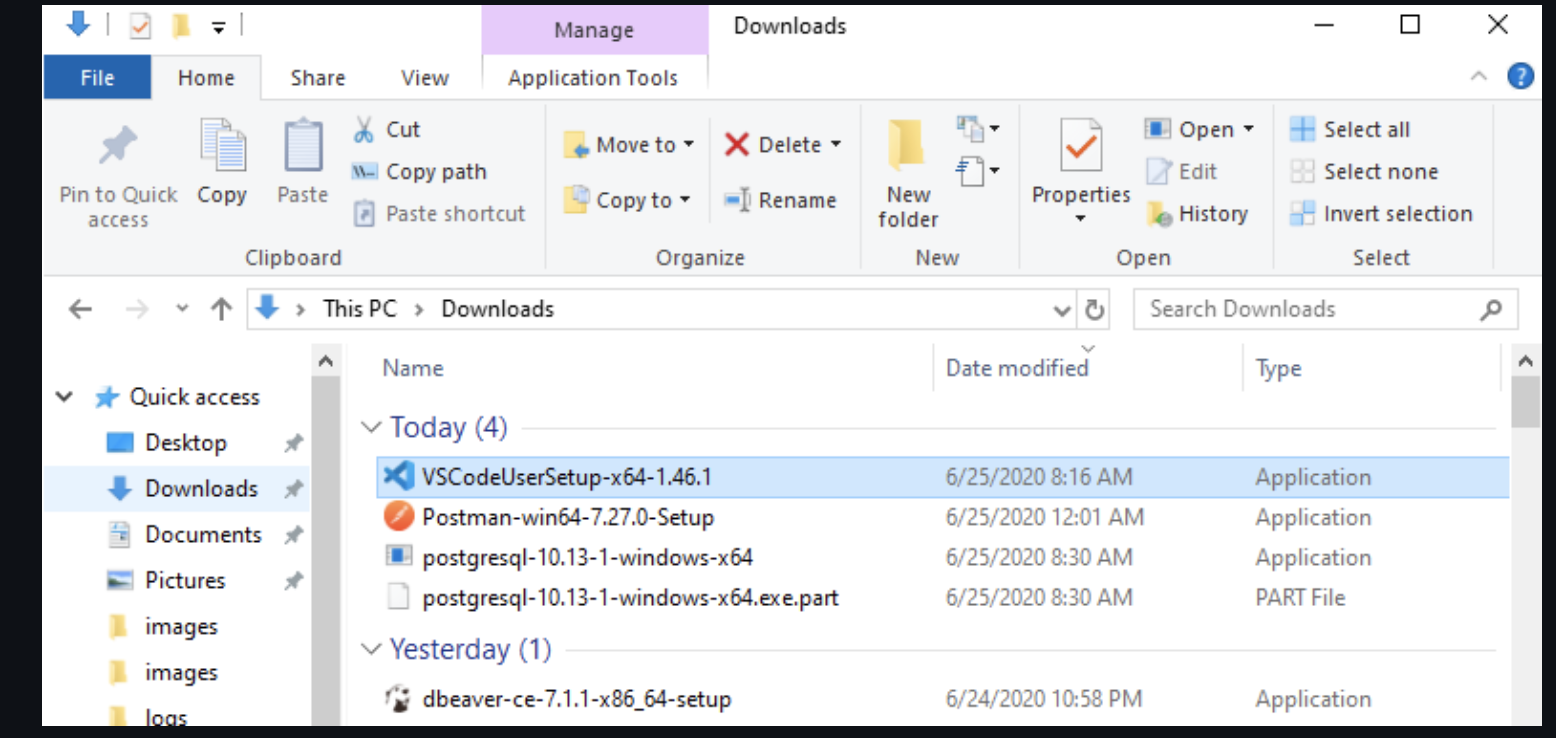 Manage Downloads
File Home Share View Application Tools
Pin to Quick access
Copy
Paste
Cut
Copy path
Paste shortcut
Clipboard
Move to
Copy to
Delete
Rename
Organize
New folder
New
Properties
Open
Edit
History
Open
Select all
Select none
Invert selection
Select
This PC > Downloads
Search Downloads
Quick access
Desktop
Downloads
Documents
Pictures
images
images
logs
Name Date modified Type
Today (4)
VSCodeUserSetup-x64-1.46.1 6/25/2020 8:16 AM Application
Postman-win64-7.27.0-Setup 6/25/2020 12:01 AM Application
postgresql-10.13-1-windows-x64 6/25/2020 8:30 AM Application
postgresql-10.13-1-windows-x64.exe.part 6/25/2020 8:30 AM PART File
Yesterday (1)
dbeaver-ce-7.1.1-x86_64-setup 6/24/2020 10:58 PM Application